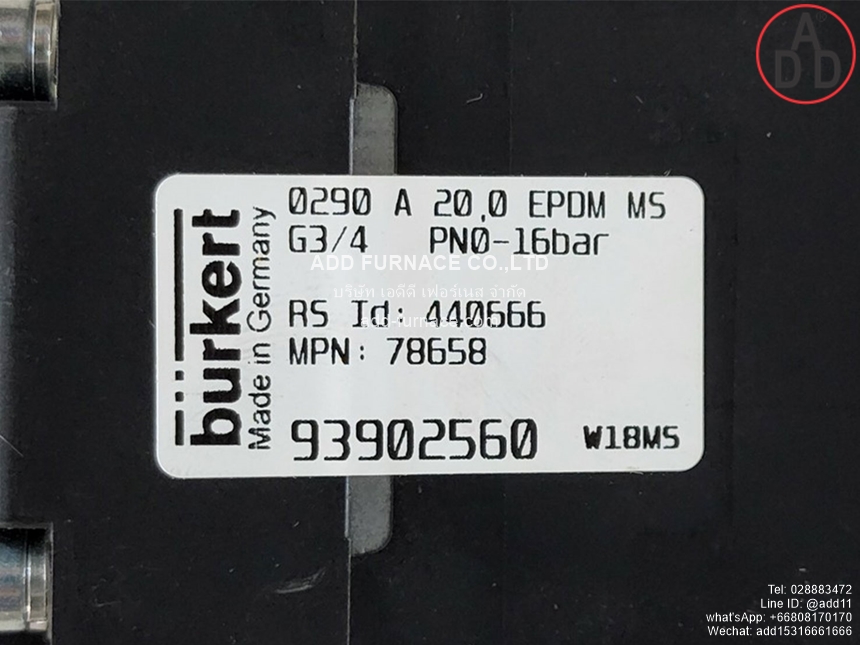 ADD
bürkert
Made in Germany
0290 A 20,0 EPDM MS
G3/4 PN0-16bar
ADD FURNACE CO.,LTD
บริษัท เอดีดี เฟอร์เนส จำกัด
RS Id: 440666
add-furnace.com
MPN: 78658
93902560 W18MS
Tel: 028883472
Line ID: @add11
what'sApp: +66808170170
Wechat: add15316661666